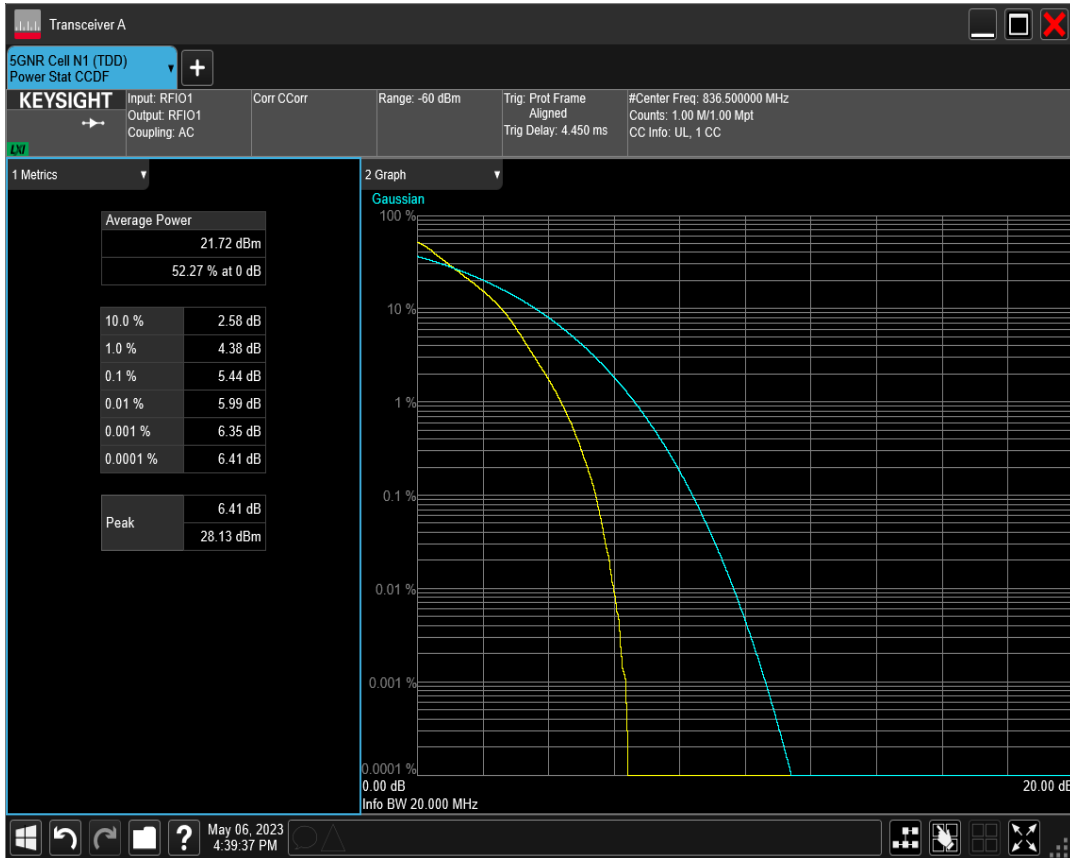 Transceiver A
5GNR Cell N1 (TDD)
Power Stat CCDF
+
KEYSIGHT
LXI
Input: RFIO1
Output: RFIO1
Coupling: AC
Corr CCorr
Range: -60 dBm
Trig: Prot Frame
Aligned
Trig Delay: 4.450 ms
#Center Freq: 836.500000 MHz
Counts: 1.00 M/1.00 Mpt
CC Info: UL, 1 CC
1 Metrics
Average Power
21.72 dBm
52.27 % at 0 dB
10.0 % 2.58 dB
1.0 % 4.38 dB
0.1 % 5.44 dB
0.01 % 5.99 dB
0.001 % 6.35 dB
0.0001 % 6.41 dB
Peak 6.41 dB
28.13 dBm
2 Graph
Gaussian
100 %
10 %
1 %
0.1 %
0.01 %
0.001 %
0.0001 %
0.00 dB 20.00 dB
Info BW 20.000 MHz
?
May 06, 2023
4:39:37 PM